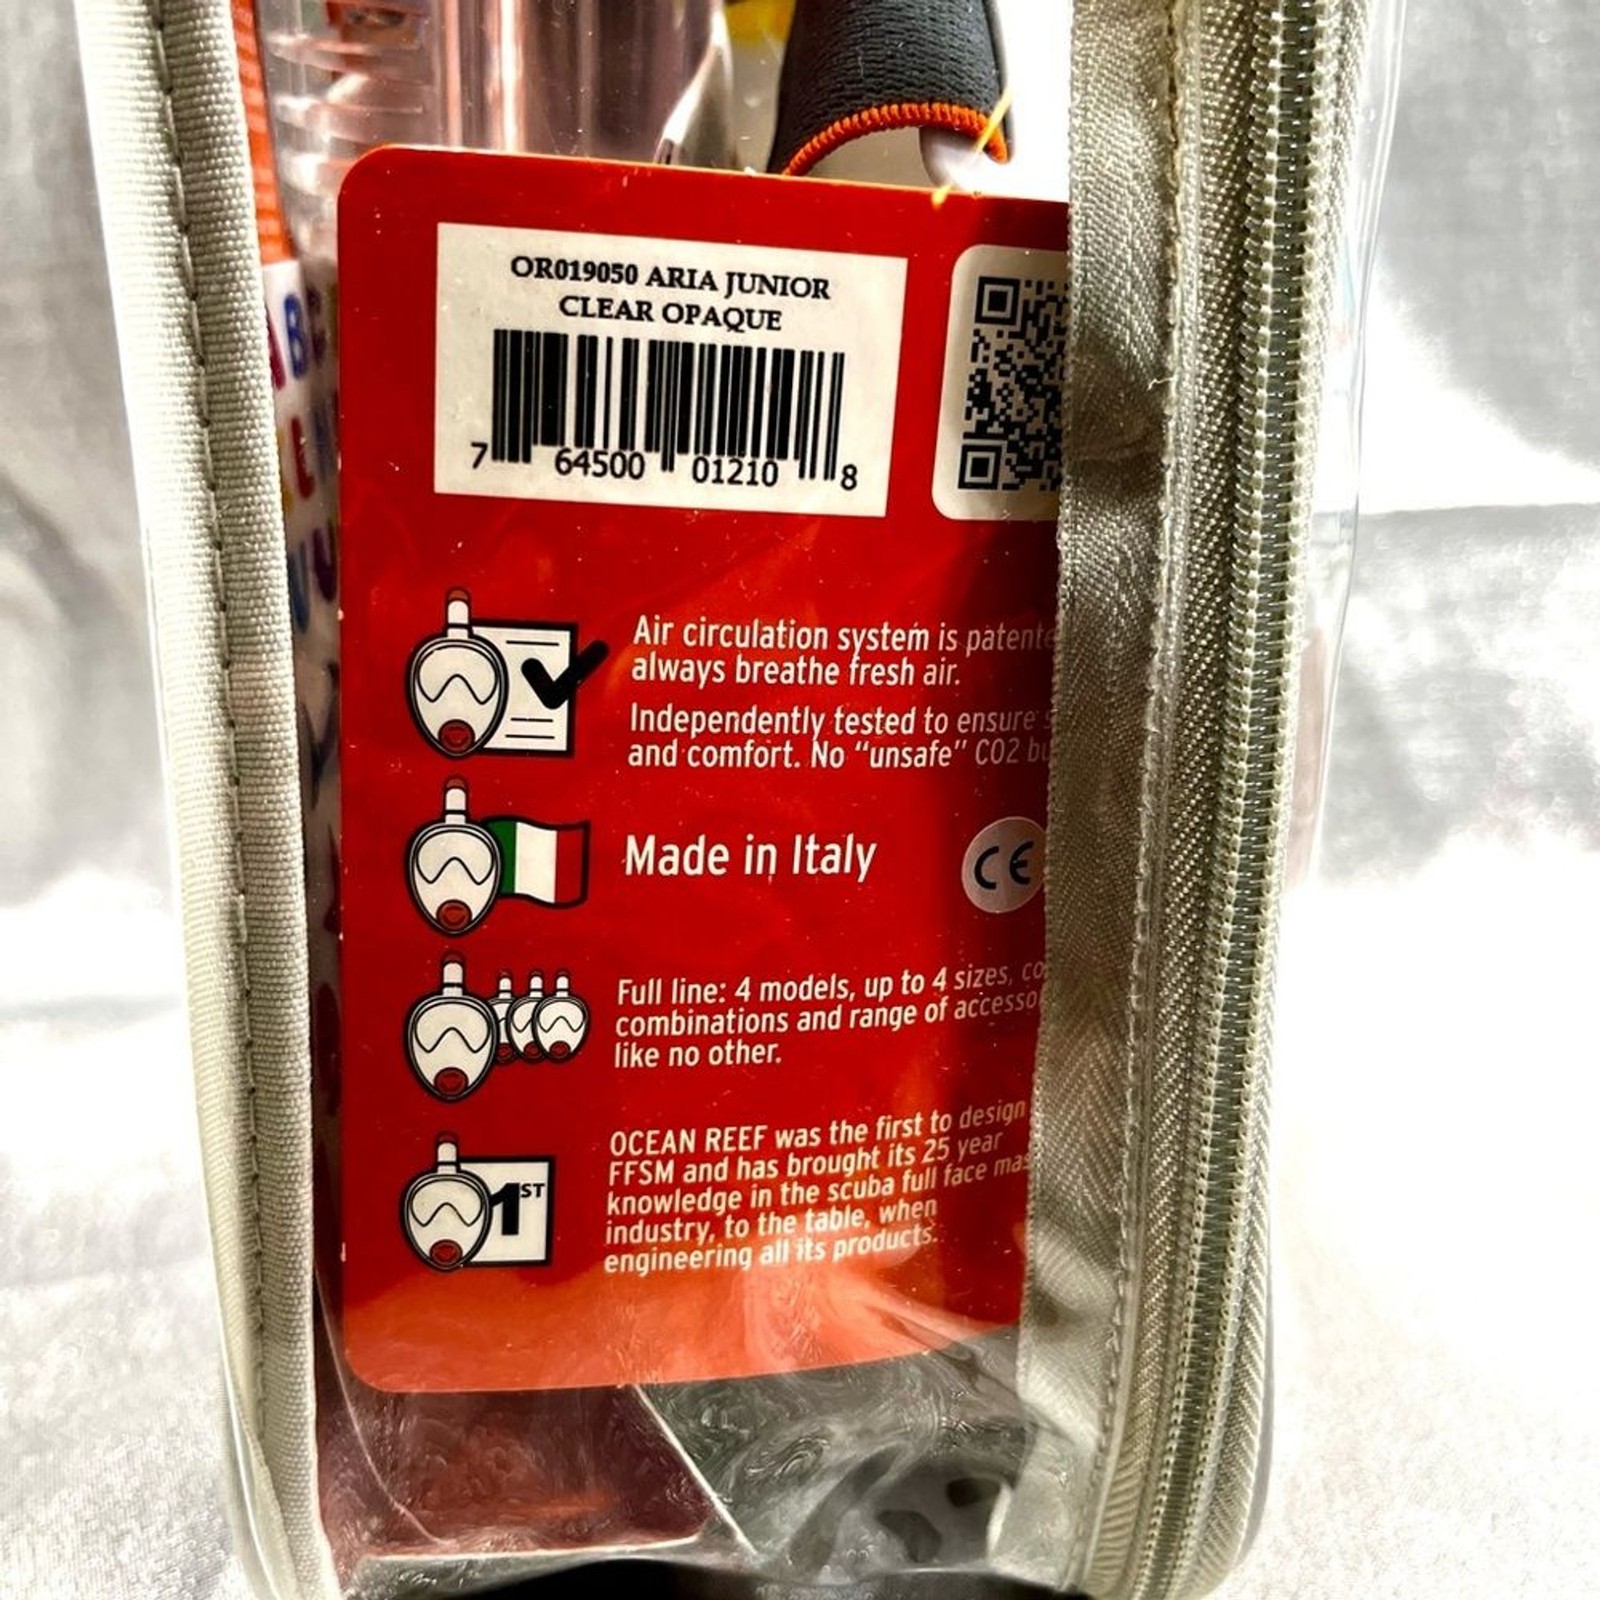 OR019050 ARIA JUNIOR
CLEAR OPAQUE
7 64500 01210 8
Air circulation system is
always breathe fresh air.
Independently tested to ensure
and comfort. No “unsafe” CO2
Made in Italy
CE
Full line: 4 models, up to 4 sizes,
combinations and range of
like no other.
1ST
OCEAN REEF was the first to design
FFSM and has brought its 25 year
knowledge in the scuba full face
industry, to the table, when
engineering all its products.